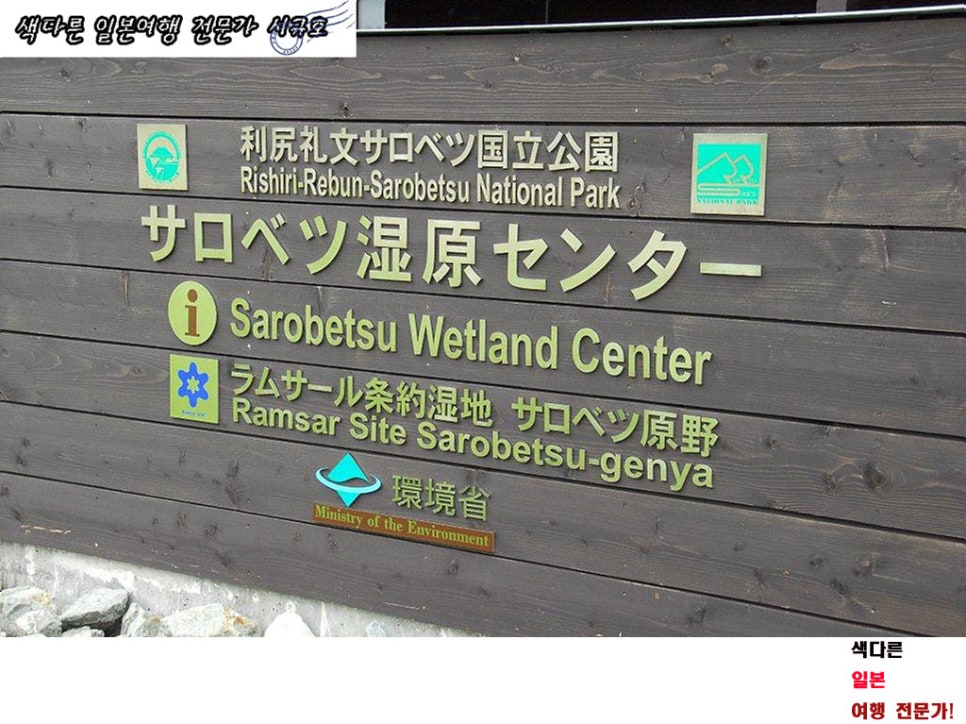 색다른 일본여행 전문가 서규호
利尻礼文サロベツ国立公園
Rishiri-Rebun-Sarobetsu National Park
NATIONAL PARK
サロベツ湿原センター
i Sarobetsu Wetland Center
ラムサール条約湿地 サロベツ原野
Ramsar Site Sarobetsu-genya
環境省
Ministry of the Environment
색다른
일본
여행 전문가!